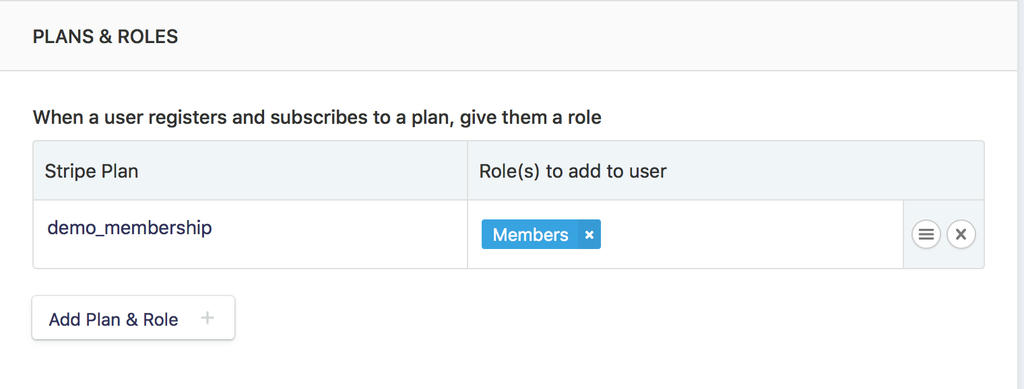 PLANS & ROLES
When a user registers and subscribes to a plan, give them a role
Stripe Plan
Role(s) to add to user
demo_membership
Members ×
Add Plan & Role +